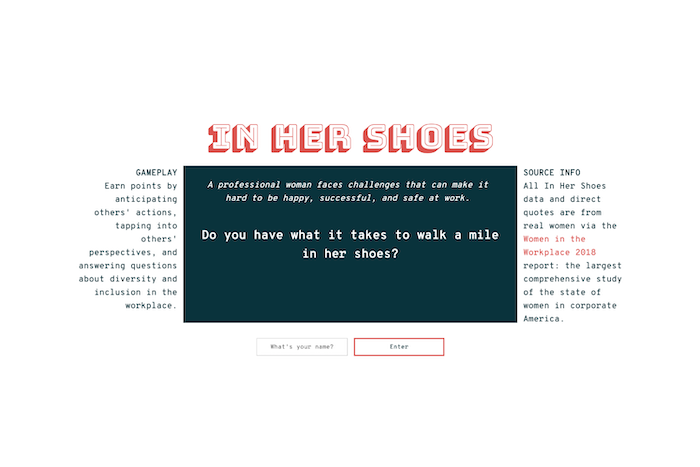 IN HER SHOES
GAMEPLAY
Earn points by
anticipating
others' actions,
tapping into
others'
perspectives, and
answering questions
about diversity and
inclusion in the
workplace.
A professional woman faces challenges that can make it
hard to be happy, successful, and safe at work.
Do you have what it takes to walk a mile
in her shoes?
SOURCE INFO
All In Her Shoes
data and direct
quotes are from
real women via the
Women in the
Workplace 2018
report: the largest
comprehensive study
of the state of
women in corporate
America.
What's your name?
Enter